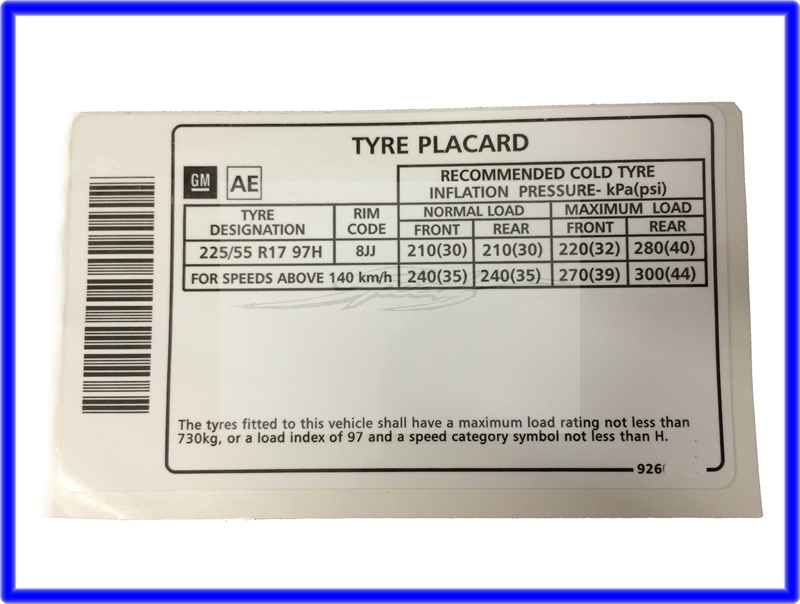 TYRE PLACARD
GM AE
RECOMMENDED COLD TYRE
INFLATION PRESSURE- kPa(psi)
TYRE DESIGNATION RIM CODE NORMAL LOAD MAXIMUM LOAD
FRONT REAR FRONT REAR
225/55 R17 97H 8JJ 210(30) 210(30) 220(32) 280(40)
FOR SPEEDS ABOVE 140 km/h 240(35) 240(35) 270(39) 300(44)
The tyres fitted to this vehicle shall have a maximum load rating not less than
730kg, or a load index of 97 and a speed category symbol not less than H.
926